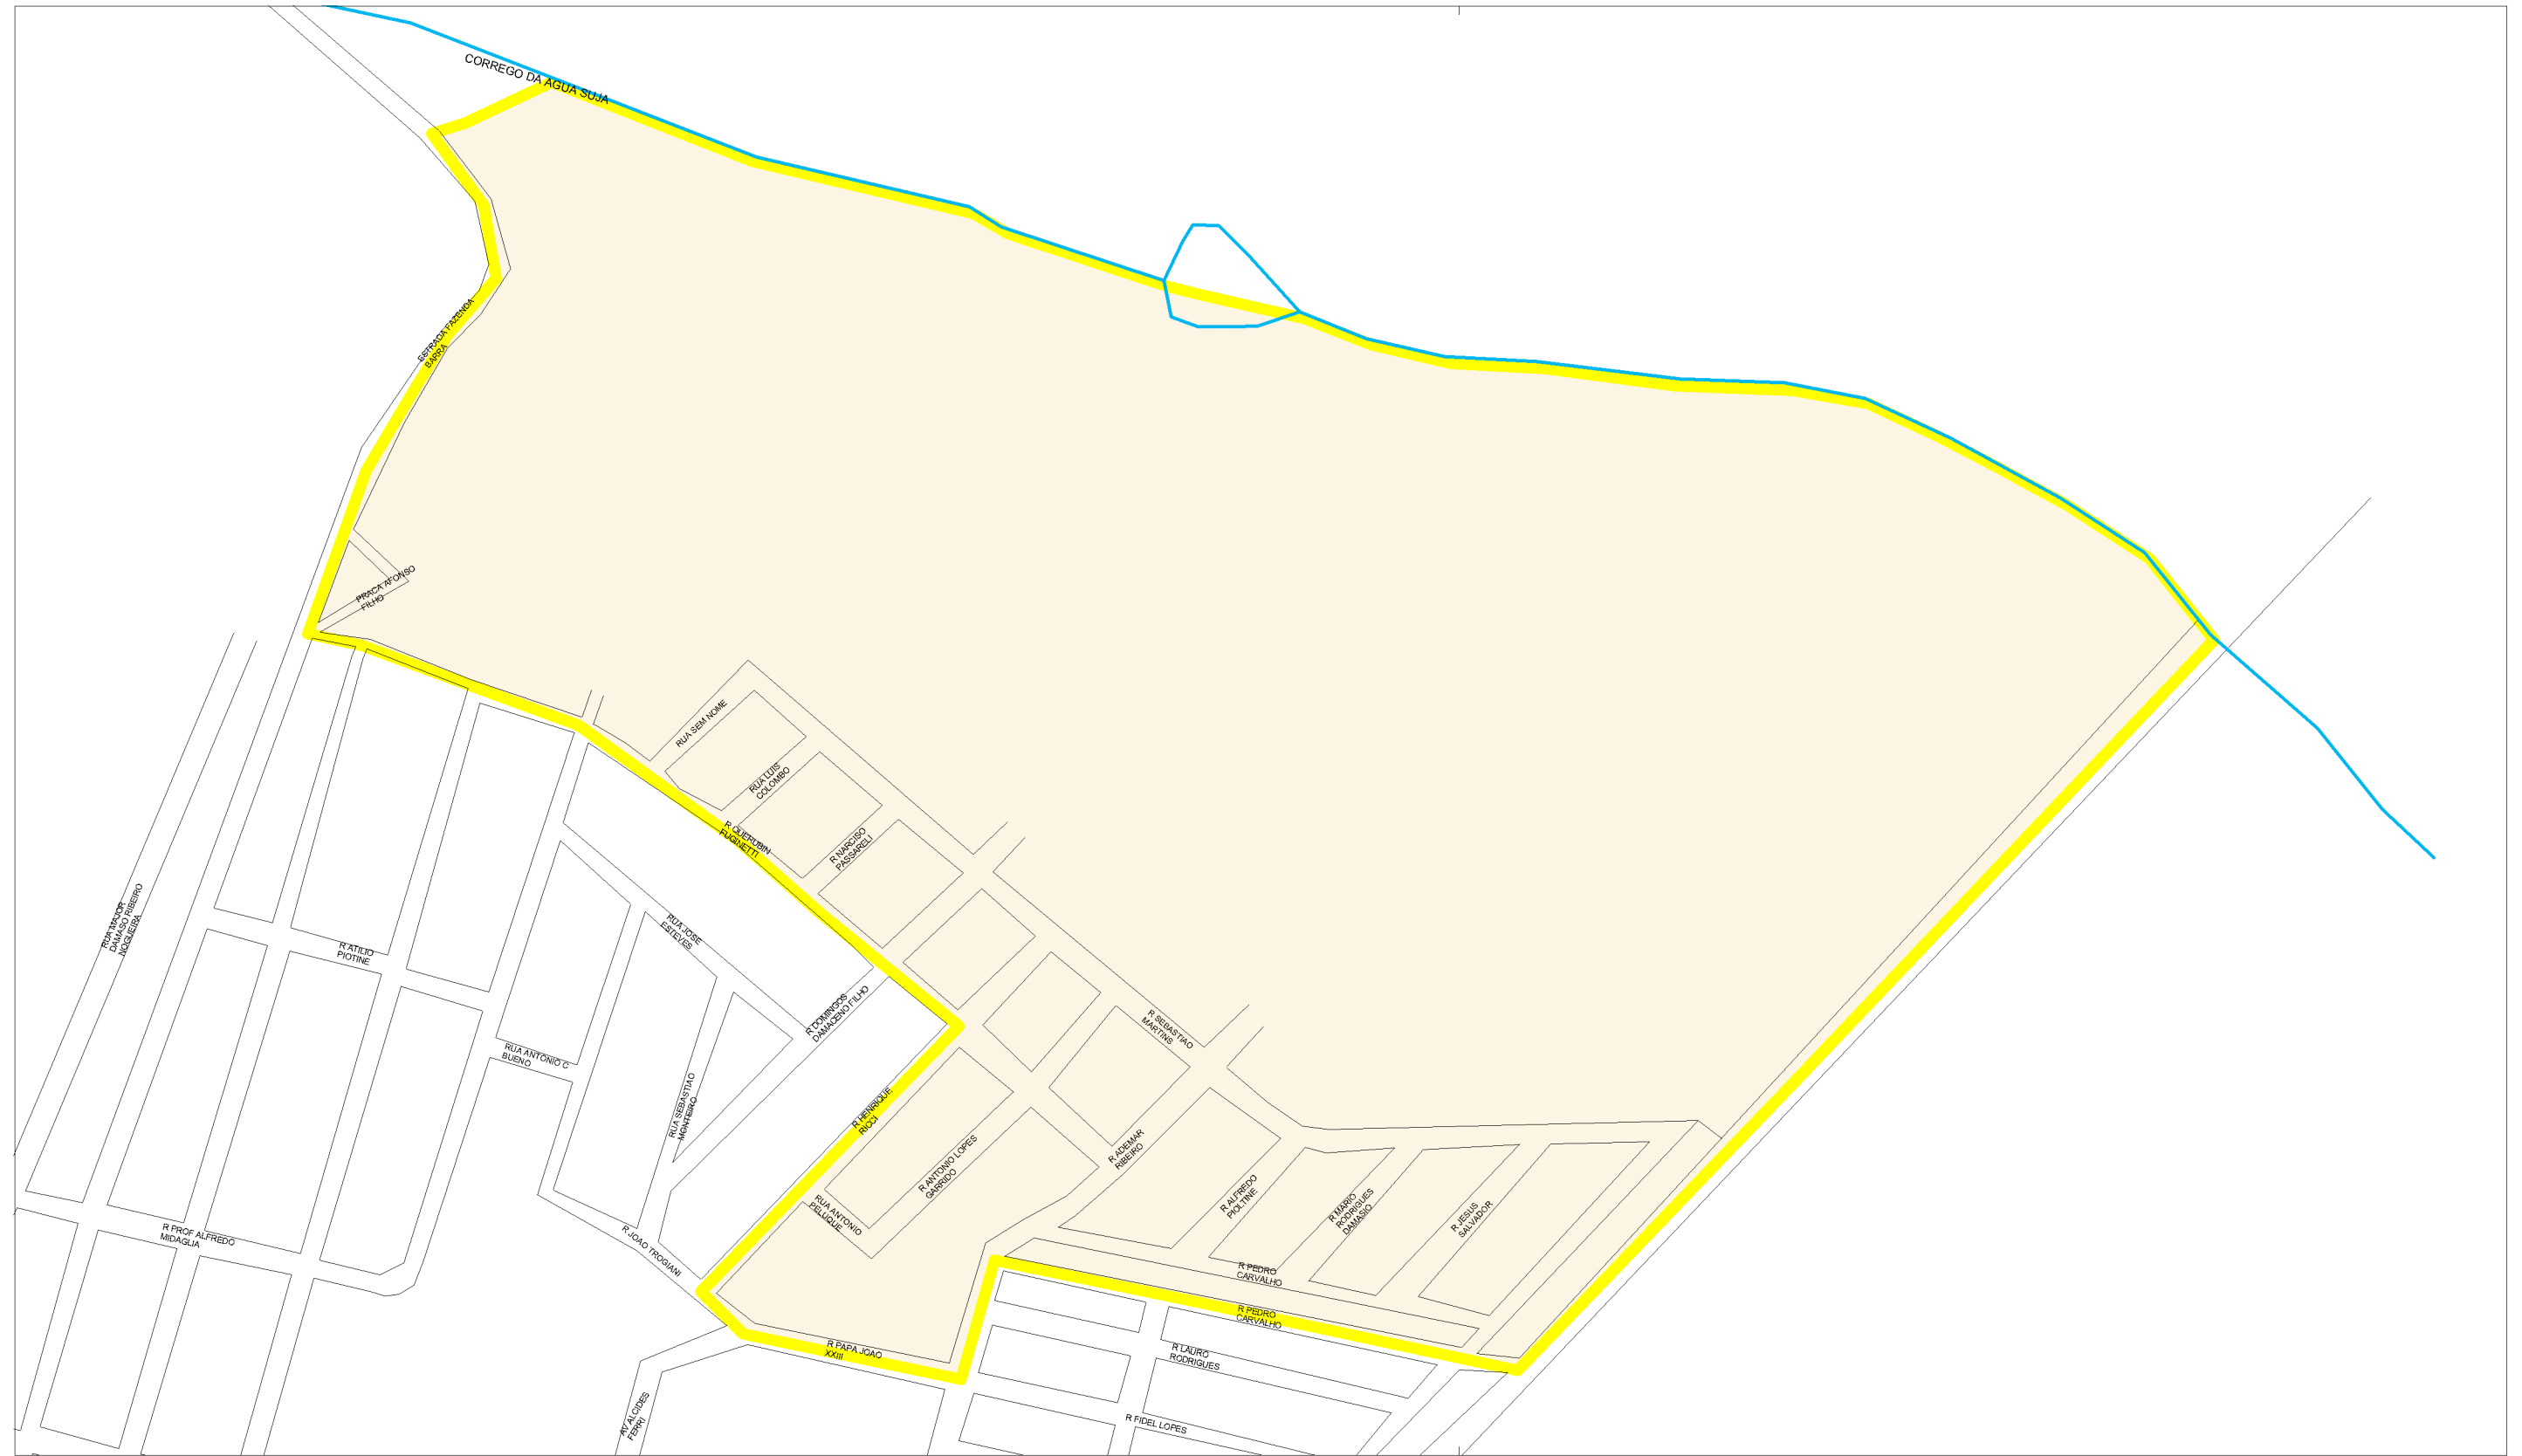 CORREGO DA AGUA SUJA
ESTRADA FAZENDA
BARRA
PRACA AFONSO
FILHO
RUA SEM NOME
RUA LUIS
COLOMBO
R QUERUBIN
FUGINETTI
R NARCISO
PASSARELI
RUA MAJOR
DAMASO RIBEIRO
NOGUEIRA
R ATILIO
PIOTINE
RUA JOSE
ESTEVES
R DOMINGOS
DAMACENO FILHO
RUA ANTONIO C
BUENO
RUA SEBASTIAO
MONTEIRO
R SEBASTIAO
MARTINS
R HENRIQUE
RICCI
R ANTONIO LOPES
GARRIDO
R ADEMAR
RIBEIRO
RUA ANTONIO
PELUQUE
R ALFREDO
PIOLTINE
R MARIO
RODRIGUES
DAMASIO
R JESUS
SALVADOR
R PROF ALFREDO
MIDAGLIA
R JOAO TROGIANI
R PEDRO
CARVALHO
R PEDRO
CARVALHO
R PAPA JOAO
XXIII
R LAURO
RODRIGUES
AV ALCIDES
FERRI
R FIDEL LOPES